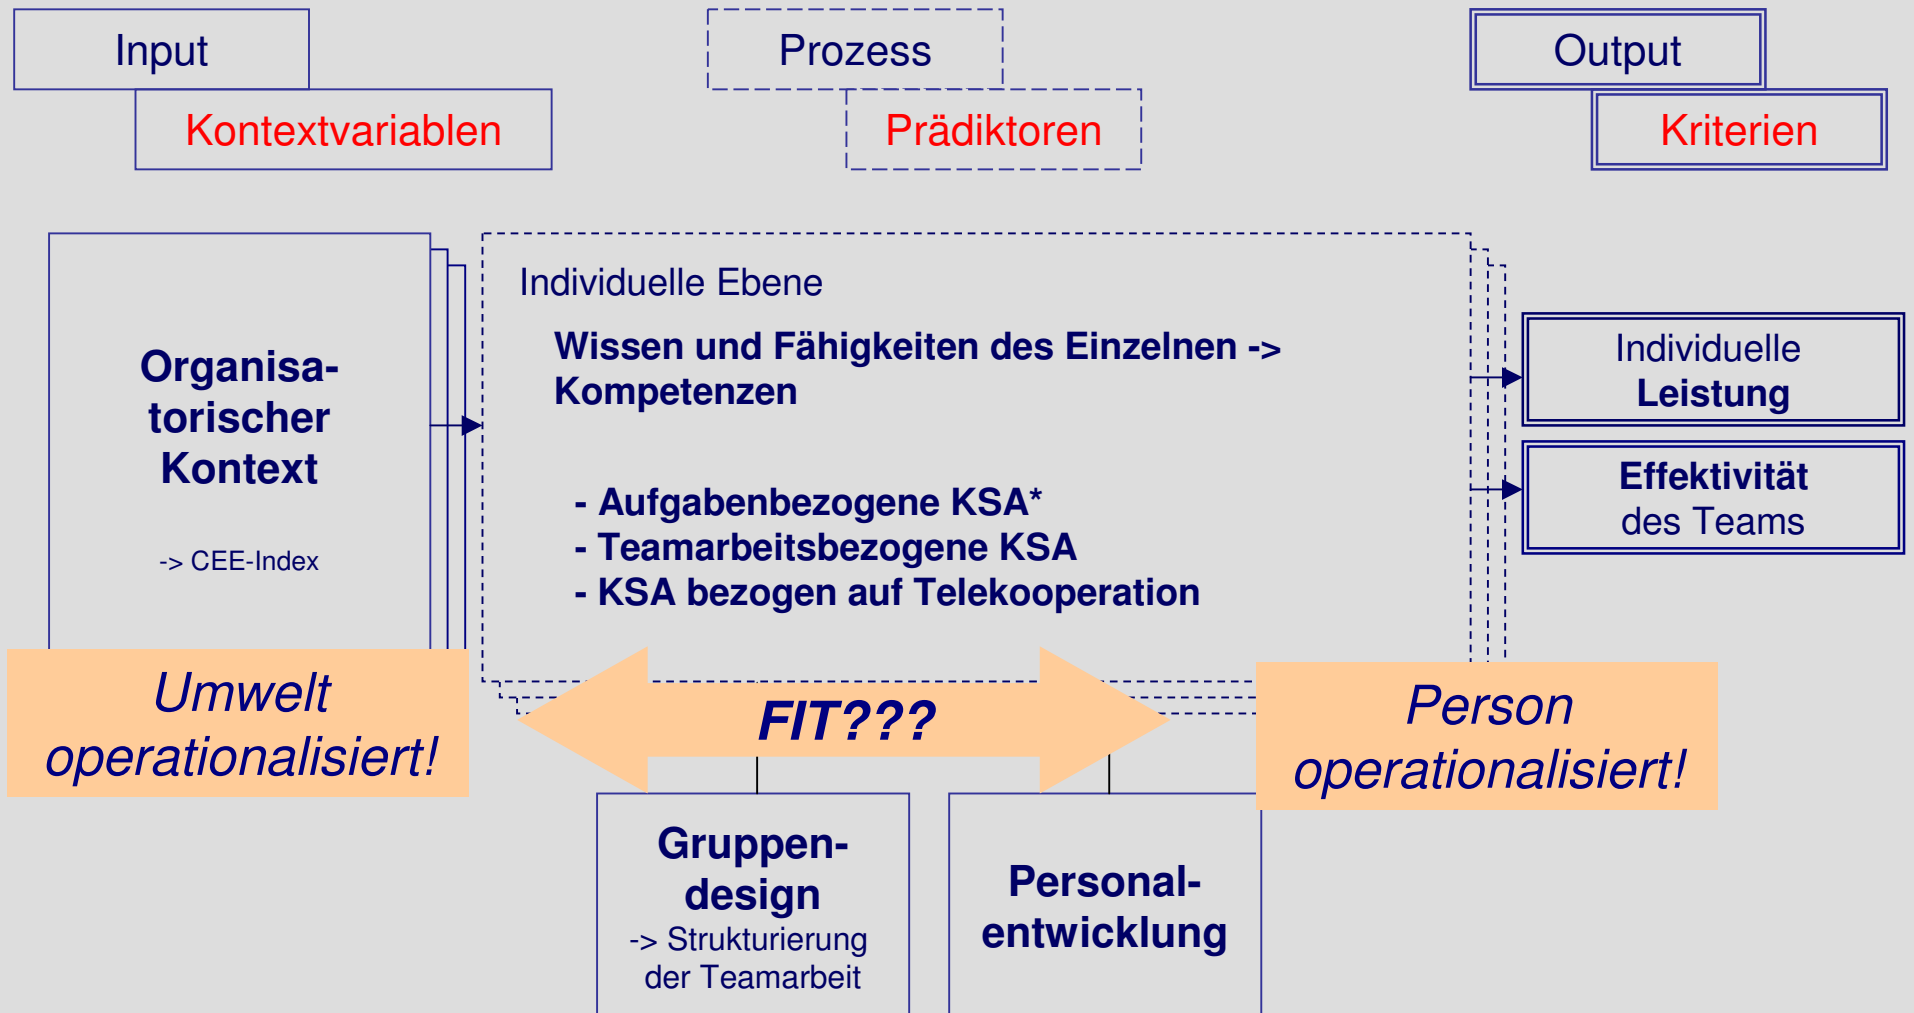 Input
Kontextvariablen
Prozess
Prädiktoren
Output
Kriterien
Organisa-
torischer
Kontext
-> CEE-Index
Individuelle Ebene
Wissen und Fähigkeiten des Einzelnen ->
Kompetenzen
- Aufgabenbezogene KSA*
- Teamarbeitsbezogene KSA
- KSA bezogen auf Telekooperation
Individuelle
Leistung
Effektivität
des Teams
Umwelt
operationalisiert!
FIT???
Person
operationalisiert!
Gruppen-
design
-> Strukturierung
der Teamarbeit
Personal-
entwicklung